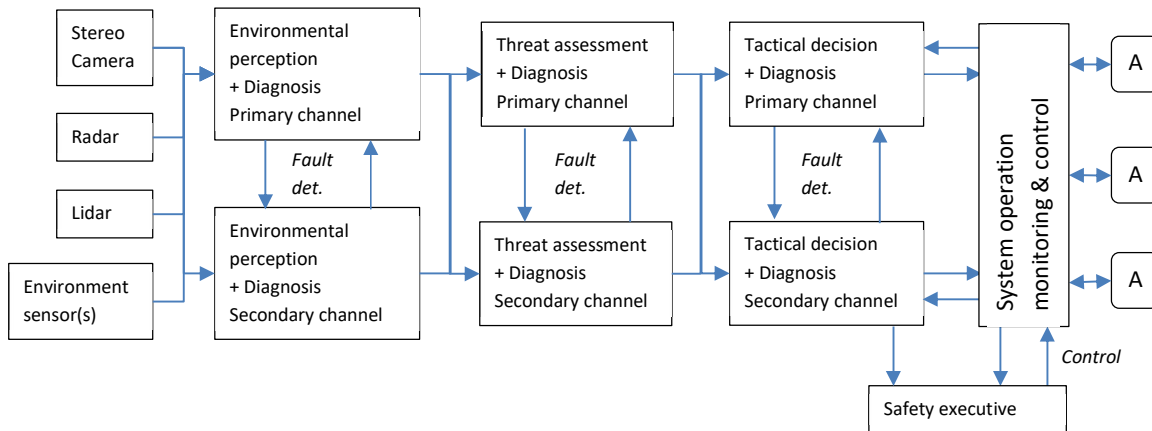 Stereo
Camera
Radar
Lidar
Environment
sensor(s)
Environmental
perception
+ Diagnosis
Primary channel
Fault
det.
Environmental
perception
+ Diagnosis
Secondary channel
Threat assessment
+ Diagnosis
Primary channel
Fault
det.
Threat assessment
+ Diagnosis
Secondary channel
Tactical decision
+ Diagnosis
Primary channel
Fault
det.
Tactical decision
+ Diagnosis
Secondary channel
System operation
monitoring & control
A
A
A
Control
Safety executive